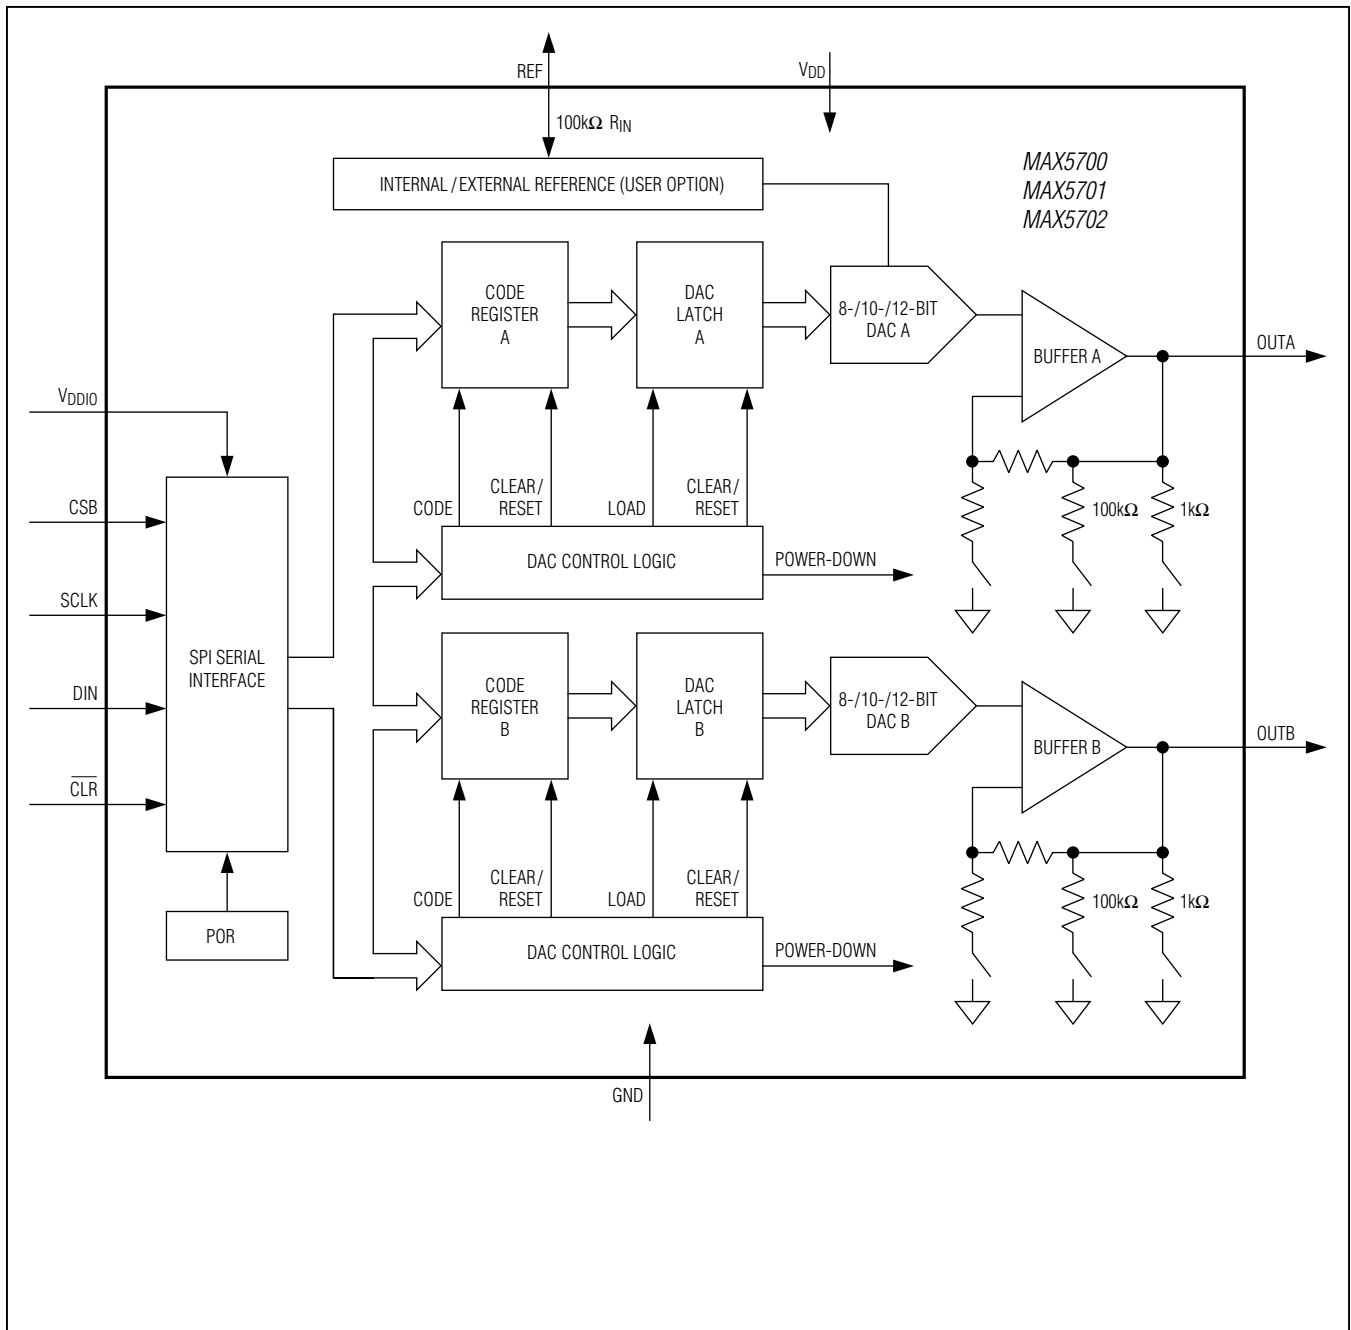 REF
VDD
100kΩ RIN
INTERNAL / EXTERNAL REFERENCE (USER OPTION)
MAX5700
MAX5701
MAX5702
CODE
REGISTER
A
DAC
LATCH
A
8-/10-/12-BIT
DAC A
BUFFER A
OUTA
VDDIO
CSB
SCLK
DIN
CLR
SPI SERIAL
INTERFACE
POR
CODE
CLEAR/
RESET
LOAD
CLEAR/
RESET
100kΩ
1kΩ
DAC CONTROL LOGIC
POWER-DOWN
CODE
REGISTER
B
DAC
LATCH
B
8-/10-/12-BIT
DAC B
BUFFER B
OUTB
CODE
CLEAR/
RESET
LOAD
CLEAR/
RESET
100kΩ
1kΩ
DAC CONTROL LOGIC
POWER-DOWN
GND